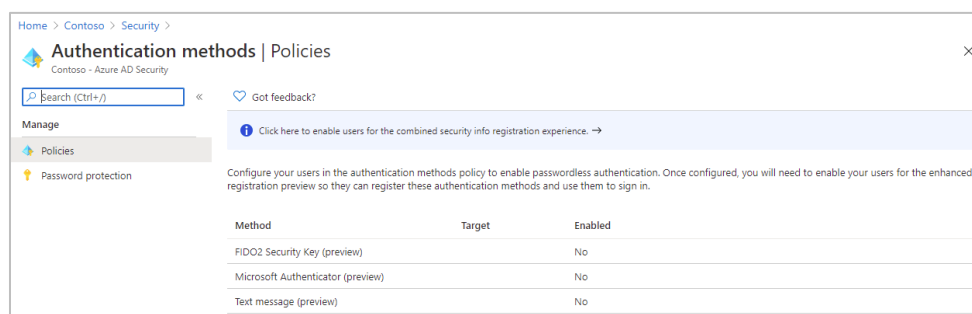 Home > Contoso > Security >
Authentication methods | Policies
Contoso - Azure AD Security
Search (Ctrl+/)
Manage
Policies
Password protection
Got feedback?
Click here to enable users for the combined security info registration experience. →
Configure your users in the authentication methods policy to enable passwordless authentication. Once configured, you will need to enable your users for the enhanced
registration preview so they can register these authentication methods and use them to sign in.
Method Target Enabled
FIDO2 Security Key (preview) No
Microsoft Authenticator (preview) No
Text message (preview) No